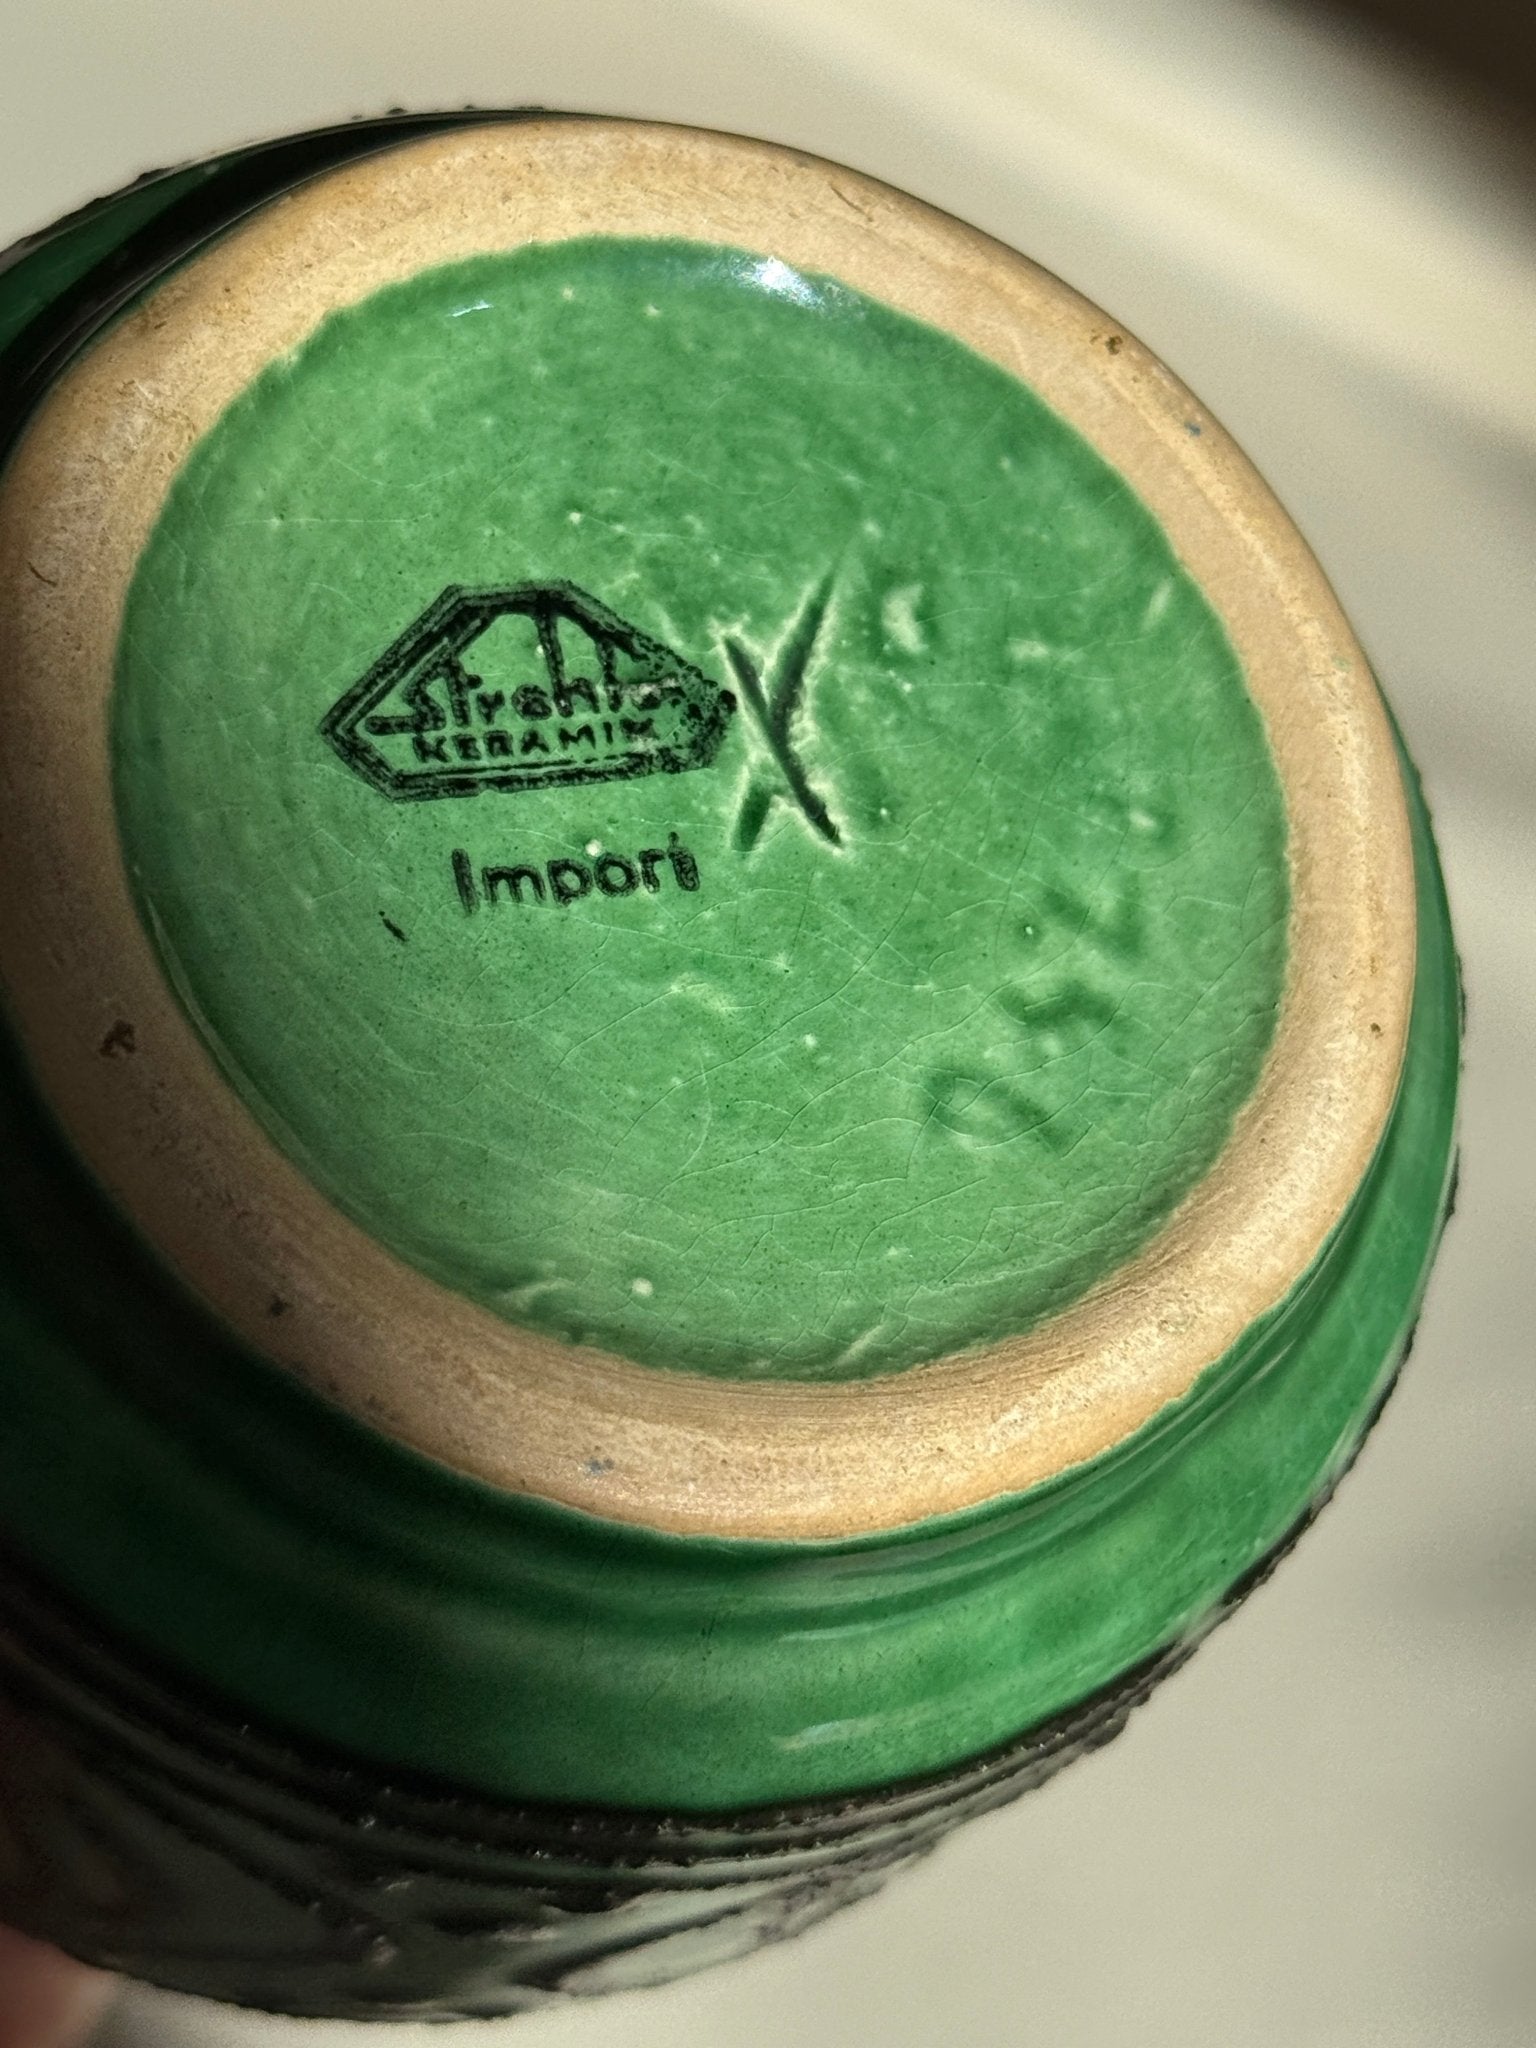 Strehla
KERAMIK
Import
X